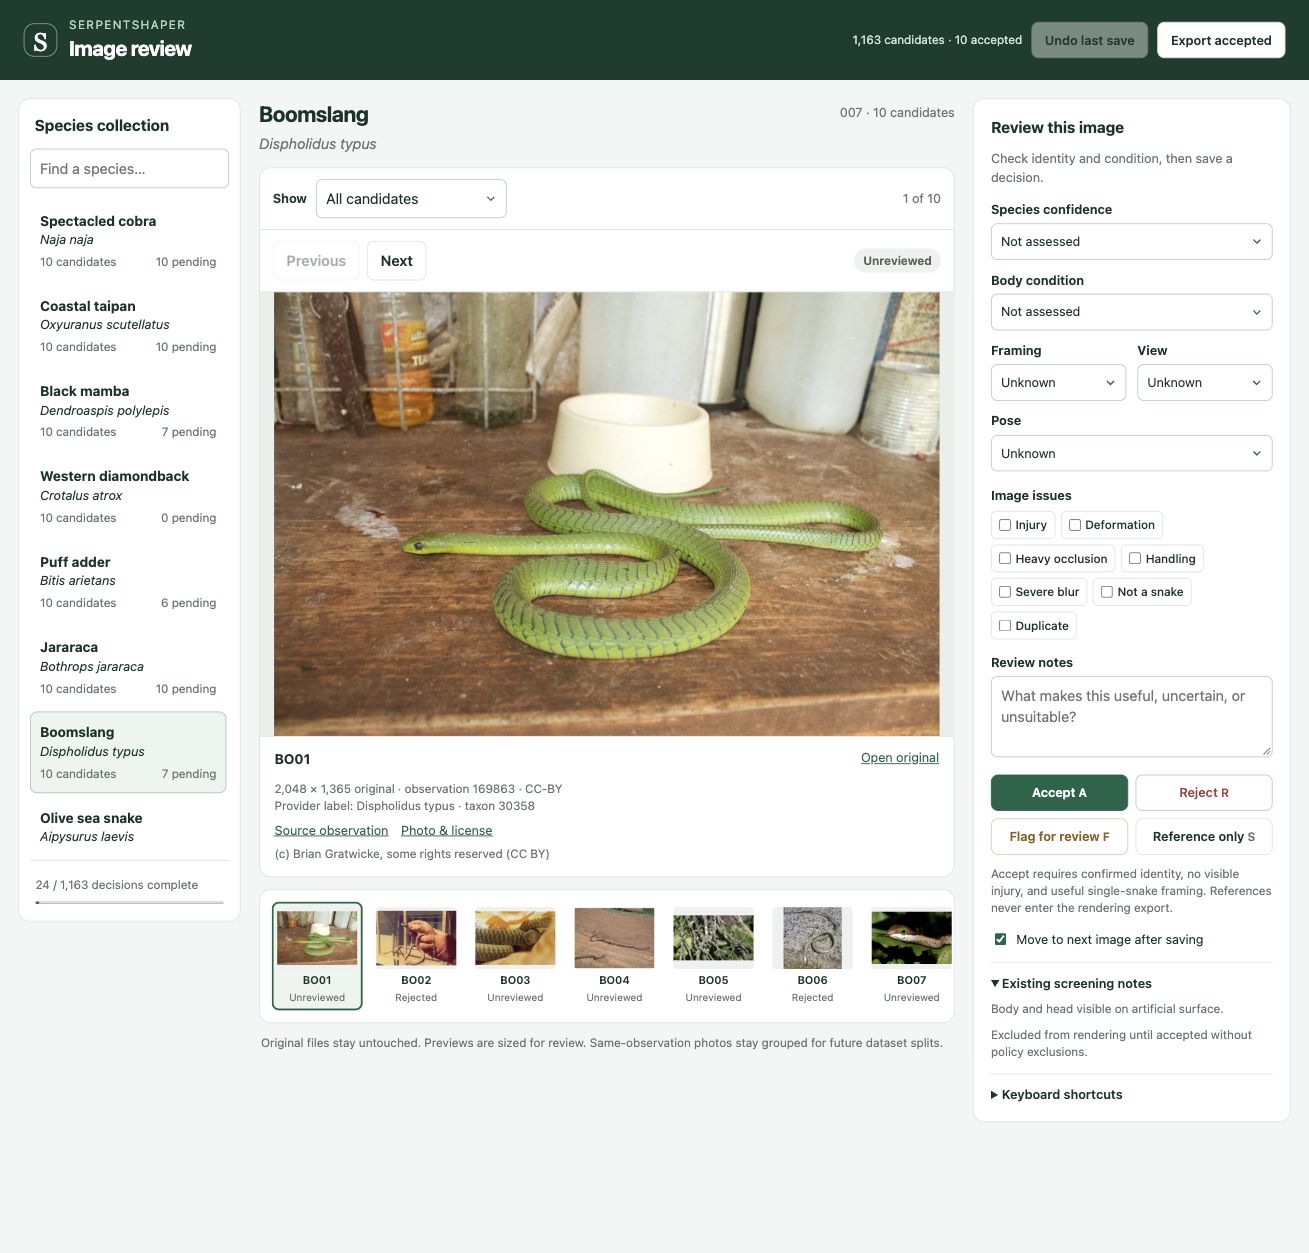 S
SERPENTSHAPER
Image review
1,163 candidates · 10 accepted
Undo last save
Export accepted
Species collection
Find a species...
Spectacled cobra
Naja naja
10 candidates 10 pending
Coastal taipan
Oxyuranus scutellatus
10 candidates 10 pending
Black mamba
Dendroaspis polylepis
10 candidates 7 pending
Western diamondback
Crotalus atrox
10 candidates 0 pending
Puff adder
Bitis arietans
10 candidates 6 pending
Jararaca
Bothrops jararaca
10 candidates 10 pending
Boomslang
Dispholidus typus
10 candidates 7 pending
Olive sea snake
Aipysurus laevis
24 / 1,163 decisions complete
Boomslang
007 · 10 candidates
Dispholidus typus
Show All candidates 1 of 10
Previous Next Unreviewed
BO01 Open original
2,048 × 1,365 original · observation 169863 · CC-BY
Provider label: Dispholidus typus · taxon 30358
Source observation Photo & license
(c) Brian Gratwicke, some rights reserved (CC BY)
BO01 BO02 BO03 BO04 BO05 BO06 BO07
Unreviewed Rejected Unreviewed Unreviewed Unreviewed Rejected Unreviewed
Original files stay untouched. Previews are sized for review. Same-observation photos stay grouped for future dataset splits.
Review this image
Check identity and condition, then save a
decision.
Species confidence
Not assessed
Body condition
Not assessed
Framing View
Unknown Unknown
Pose
Unknown
Image issues
Injury Deformation
Heavy occlusion Handling
Severe blur Not a snake
Duplicate
Review notes
What makes this useful, uncertain, or
unsuitable?
Accept A Reject R
Flag for review F Reference only S
Accept requires confirmed identity, no visible
injury, and useful single-snake framing. References
never enter the rendering export.
Move to next image after saving
Existing screening notes
Body and head visible on artificial surface.
Excluded from rendering until accepted without
policy exclusions.
Keyboard shortcuts